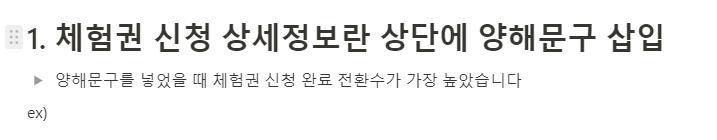 1. 체험권 신청 상세정보란 상단에 양해문구 삽입
양해문구를 넣었을 때 체험권 신청 완료 전환수가 가장 높았습니다
ex)